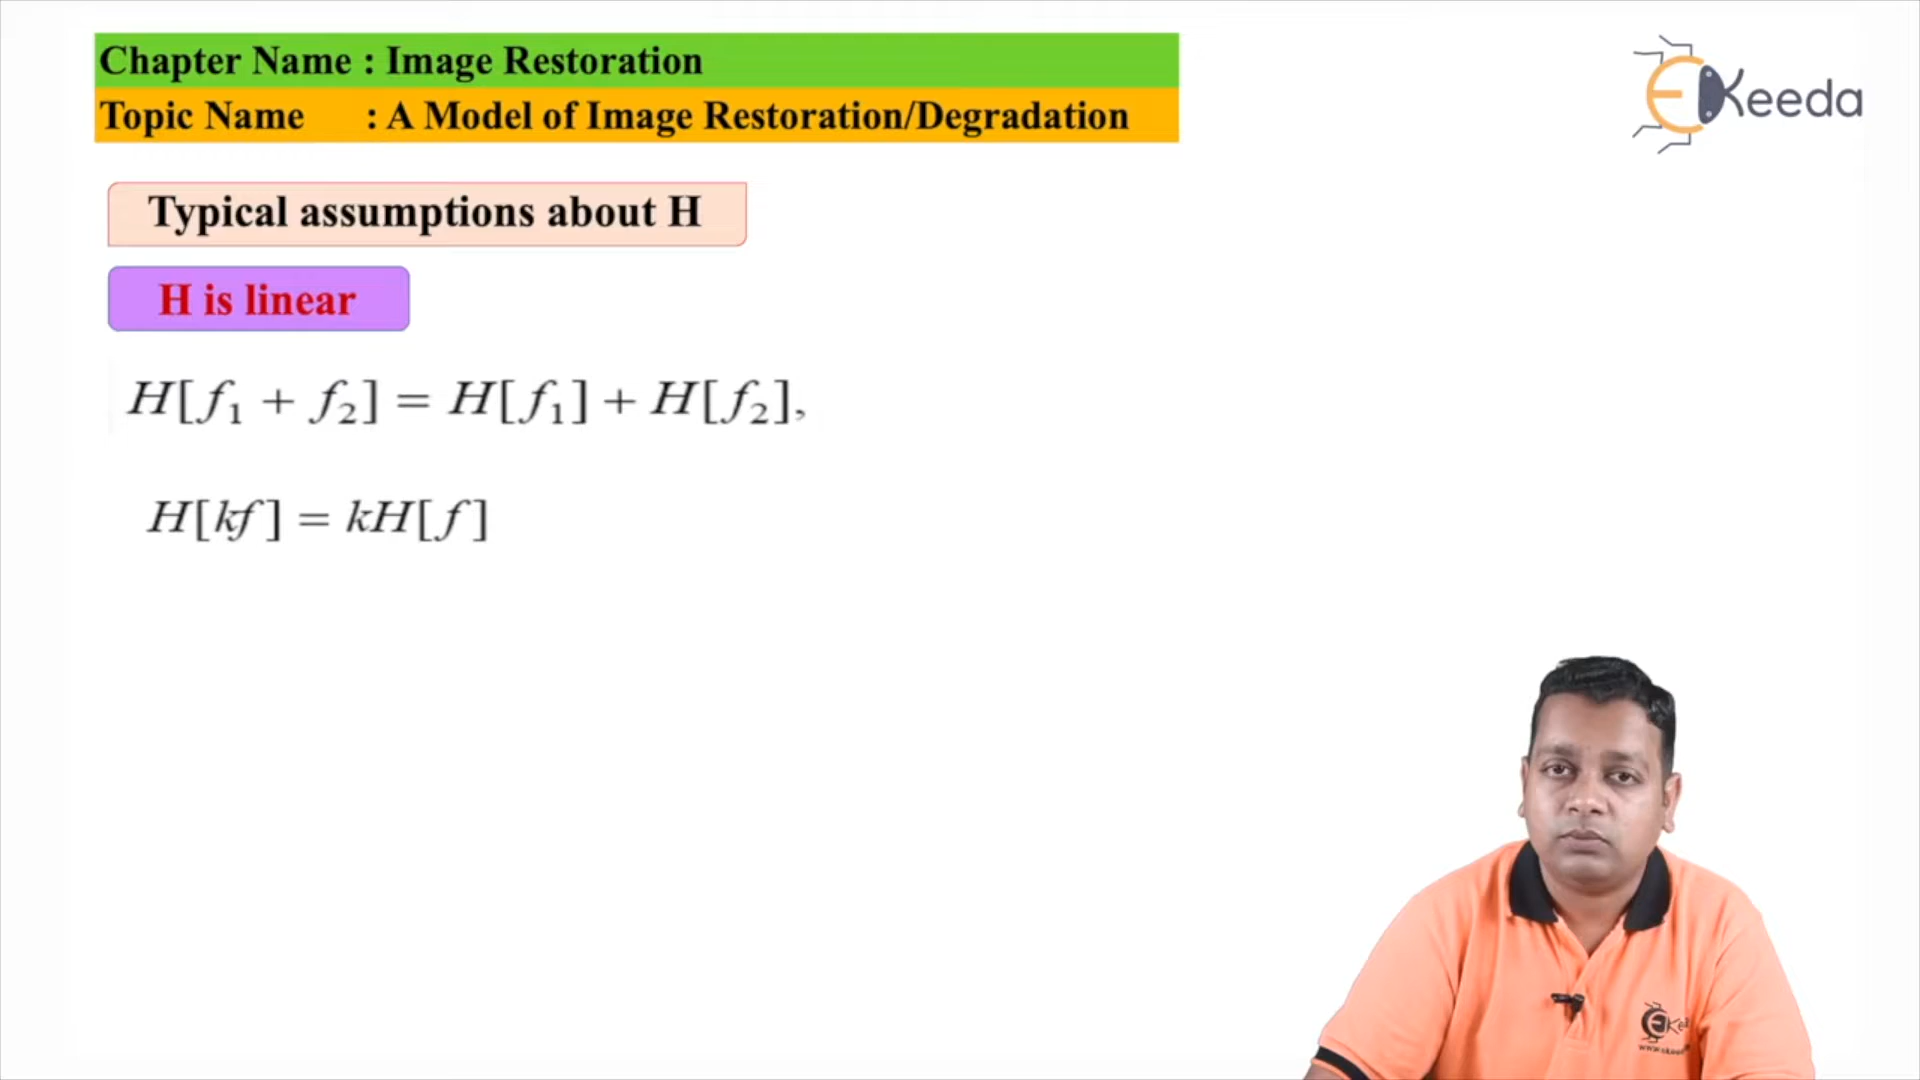 Chapter Name : Image Restoration
Topic Name : A Model of Image Restoration/Degradation
EKeeda
Typical assumptions about H
H is linear
H[f₁ + f₂] = H[f₁] + H[f₂],
H[kf] = kH[f]